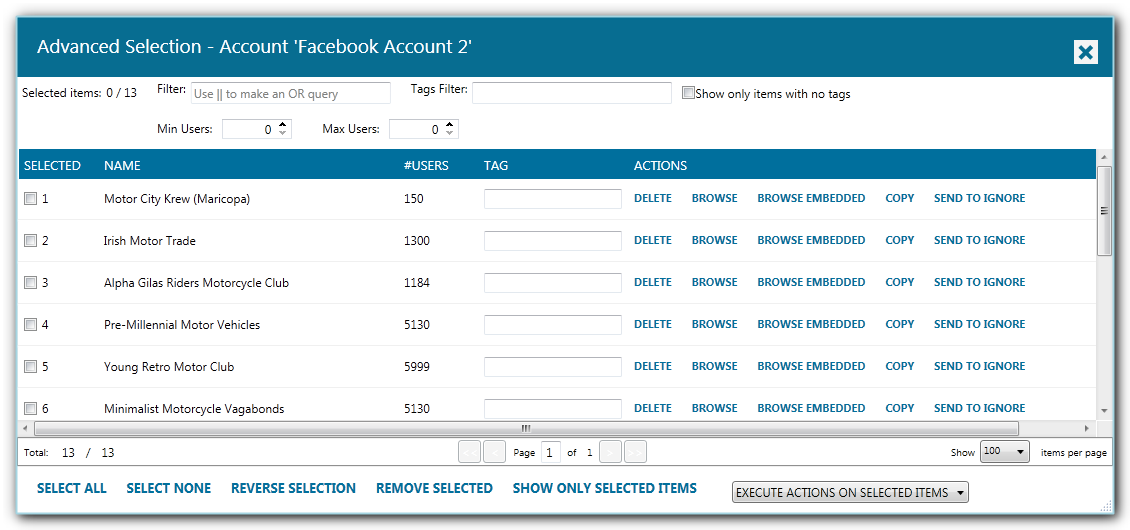 Advanced Selection - Account 'Facebook Account 2'
Selected items: 0 / 13 Filter: Use || to make an OR query Tags Filter: Show only items with no tags
Min Users: 0 Max Users: 0
SELECTED NAME #USERS TAG ACTIONS
1 Motor City Krew (Maricopa) 150 DELETE BROWSE BROWSE EMBEDDED COPY SEND TO IGNORE
2 Irish Motor Trade 1300 DELETE BROWSE BROWSE EMBEDDED COPY SEND TO IGNORE
3 Alpha Gilas Riders Motorcycle Club 1184 DELETE BROWSE BROWSE EMBEDDED COPY SEND TO IGNORE
4 Pre-Millennial Motor Vehicles 5130 DELETE BROWSE BROWSE EMBEDDED COPY SEND TO IGNORE
5 Young Retro Motor Club 5999 DELETE BROWSE BROWSE EMBEDDED COPY SEND TO IGNORE
6 Minimalist Motorcycle Vagabonds 5130 DELETE BROWSE BROWSE EMBEDDED COPY SEND TO IGNORE
Total: 13 / 13 << < Page 1 of 1 > >> Show 100 items per page
SELECT ALL SELECT NONE REVERSE SELECTION REMOVE SELECTED SHOW ONLY SELECTED ITEMS EXECUTE ACTIONS ON SELECTED ITEMS